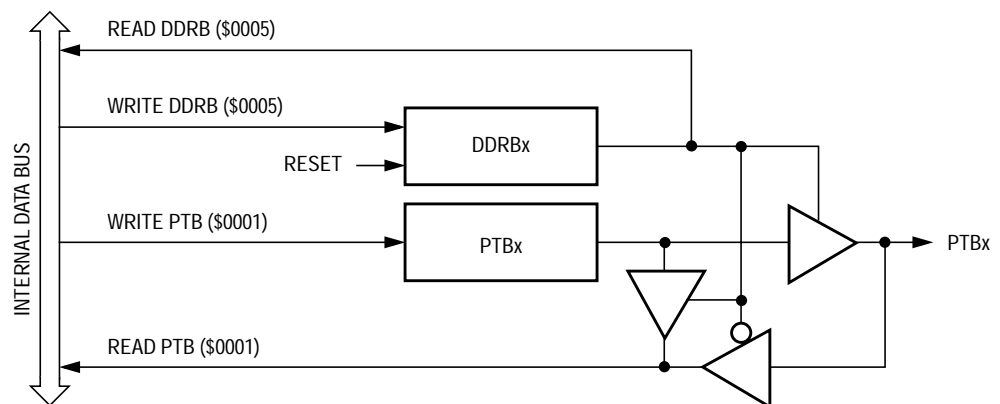 READ DDRB ($0005)
WRITE DDRB ($0005)
DDRBx
RESET
INTERNAL DATA BUS
WRITE PTB ($0001)
PTBx
PTBx
READ PTB ($0001)